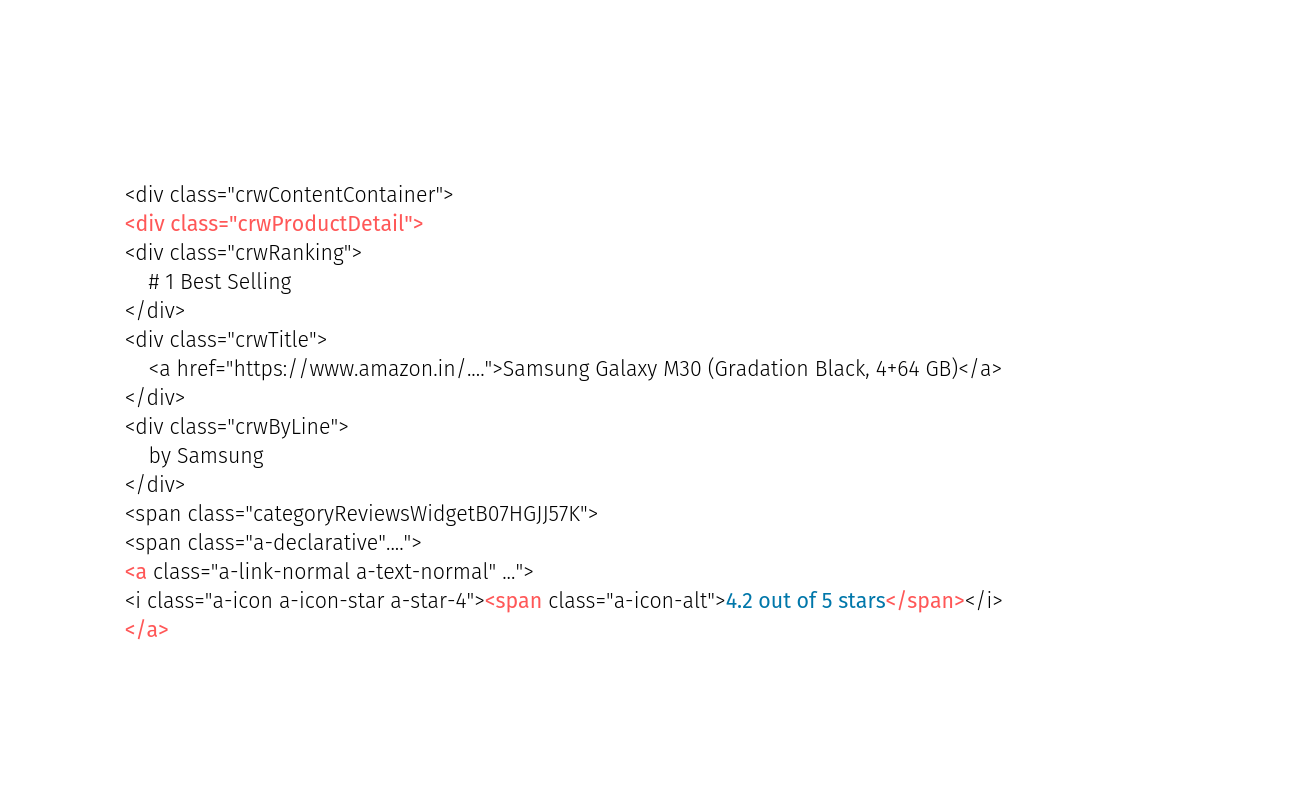 <div class="crwContentContainer">
<div class="crwProductDetail">
<div class="crwRanking">
# 1 Best Selling
</div>
<div class="crwTitle">
<a href="https://www.amazon.in/....">Samsung Galaxy M30 (Gradation Black, 4+64 GB)</a>
</div>
<div class="crwByLine">
by Samsung
</div>
<span class="categoryReviewsWidgetB07HGJJ57K">
<span class="a-declarative"....">
<a class="a-link-normal a-text-normal" ...">
<i class="a-icon a-icon-star a-star-4"><span class="a-icon-alt">4.2 out of 5 stars</span></i>
</a>